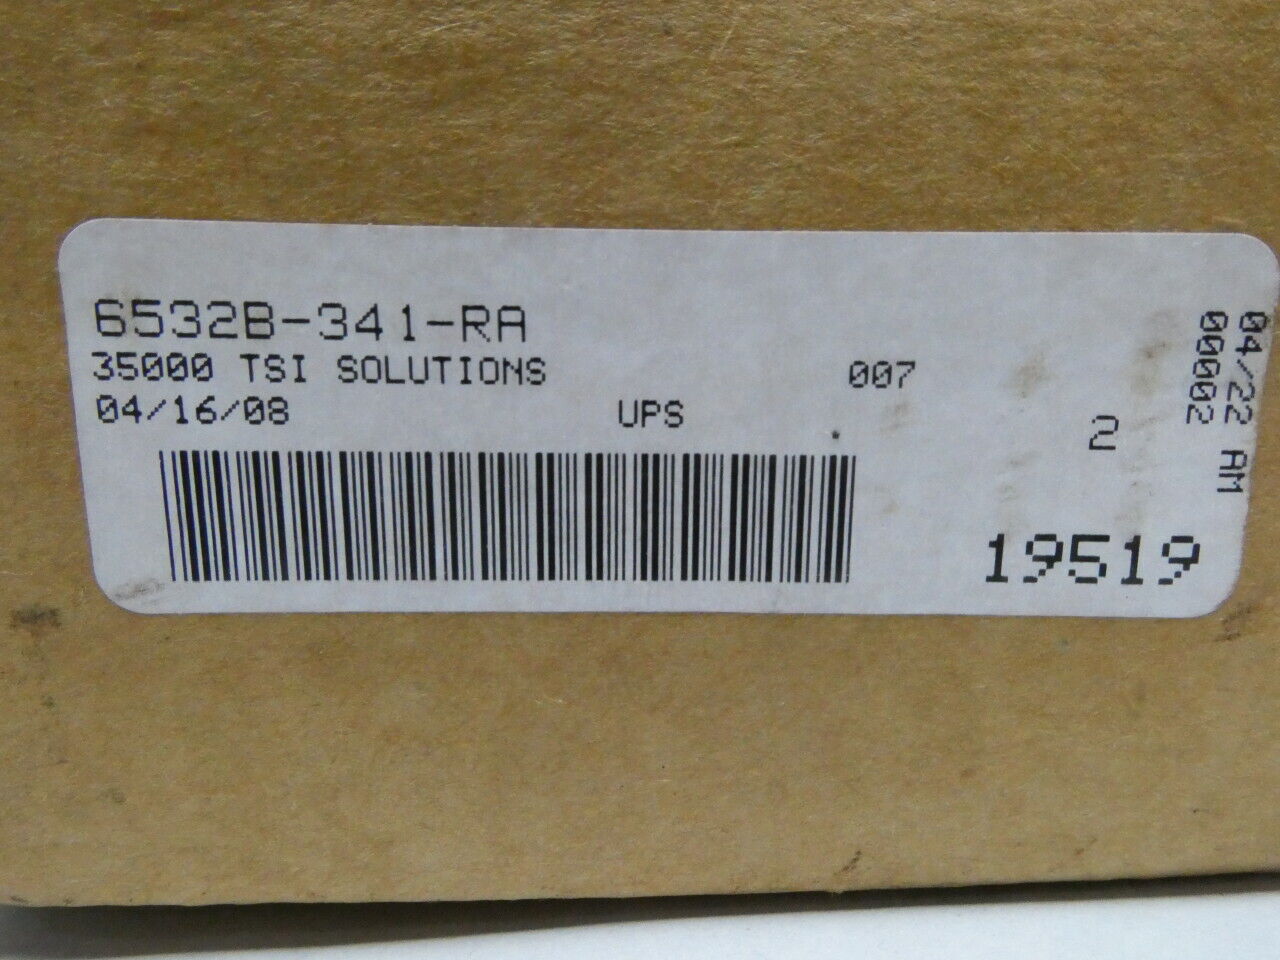 6532B-341-RA
35000 TSI SOLUTIONS 007
04/16/08 UPS
2
19519
04/22 AM
00002